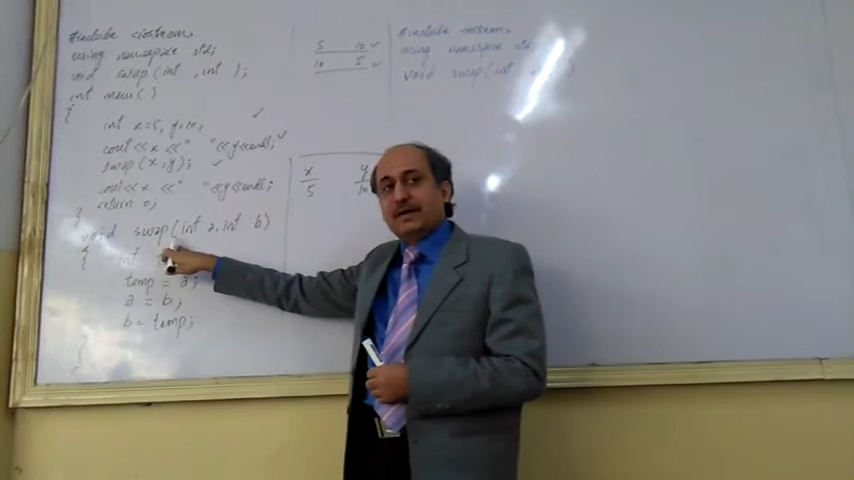 #include <iostream>
using namespace std;
void swap(int ,int );
int main( )
{
int x=5, y=10;
cout<<x <<" "<<y<<endl;
swap(x,y);
cout<<x <<" "<<y<<endl;
return 0;
}
void swap(int a, int b)
{ int
temp = a;
a = b;
b = temp;
}
5 10
10 5
x y
5 10
#include <iostream>
using namespace std;
void swap(int